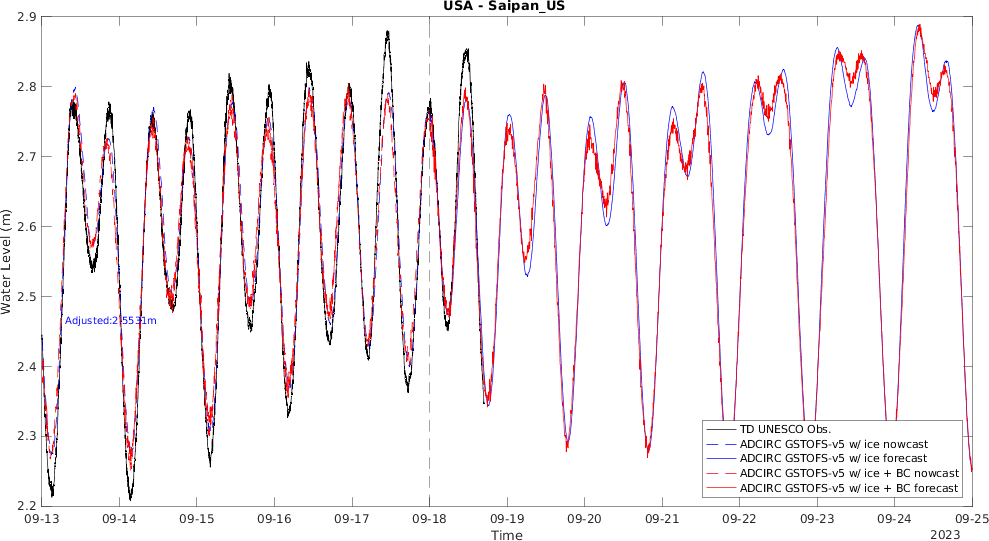 USA - Saipan_US
2.9
2.8
2.7
2.6
2.5
2.4
2.3
2.2
Water Level (m)
Adjusted:2.5531m
TD UNESCO Obs.
ADCIRC GSTOFS-v5 w/ ice nowcast
ADCIRC GSTOFS-v5 w/ ice forecast
ADCIRC GSTOFS-v5 w/ ice + BC nowcast
ADCIRC GSTOFS-v5 w/ ice + BC forecast
09-13 09-14 09-15 09-16 09-17 09-18 09-19 09-20 09-21 09-22 09-23 09-24 09-25
Time
2023